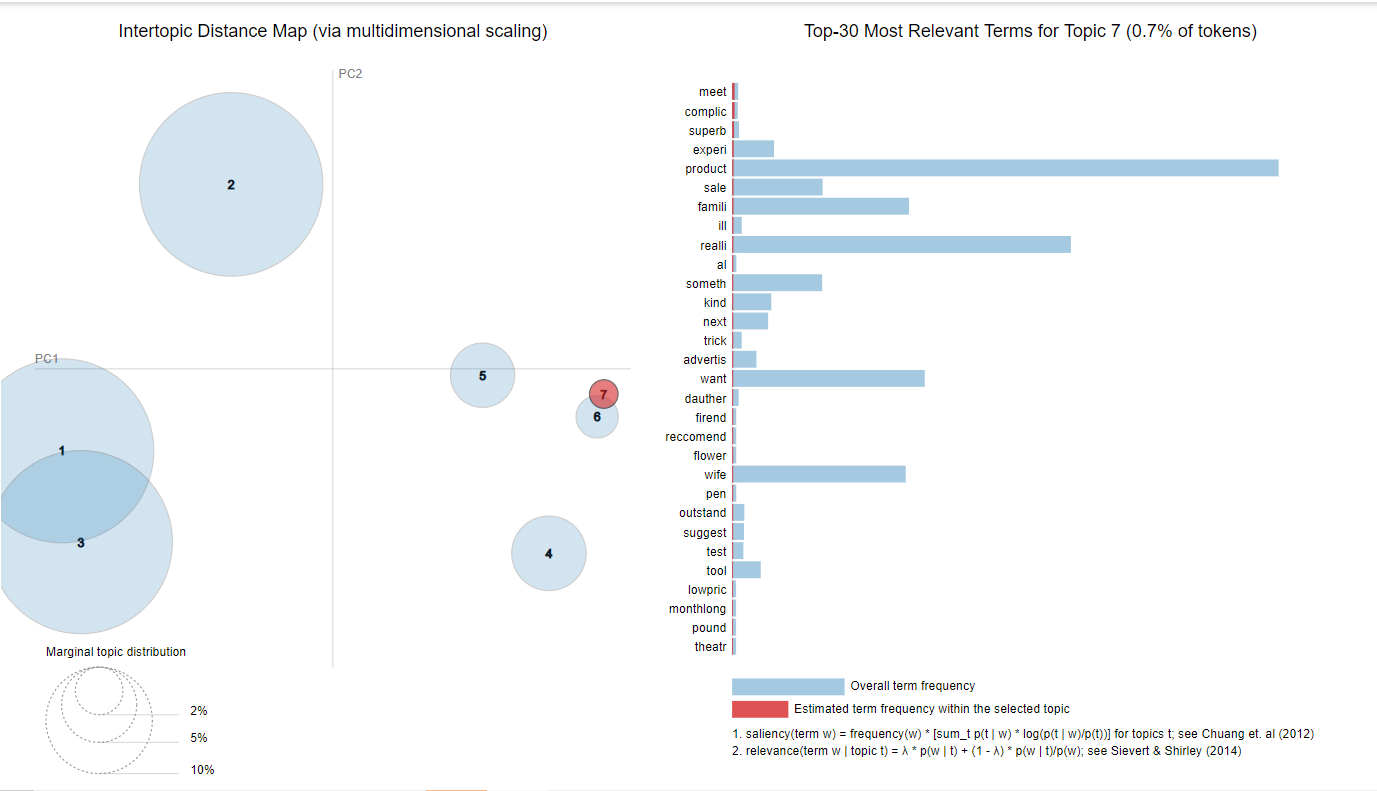 Intertopic Distance Map (via multidimensional scaling)
PC2
2
PC1
5
7
6
1
3
4
Marginal topic distribution
2%
5%
10%
Top-30 Most Relevant Terms for Topic 7 (0.7% of tokens)
meet
complic
superb
experi
product
sale
famili
ill
realli
al
someth
kind
next
trick
advertis
want
dauther
firend
reccomend
flower
wife
pen
outstand
suggest
test
tool
lowpric
monthlong
pound
theatr
Overall term frequency
Estimated term frequency within the selected topic
1. saliency(term w) = frequency(w) * [sum_t p(t | w) * log(p(t | w)/p(t))] for topics t; see Chuang et. al (2012)
2. relevance(term w | topic t) = λ * p(w | t) + (1 - λ) * p(w | t)/p(w); see Sievert & Shirley (2014)